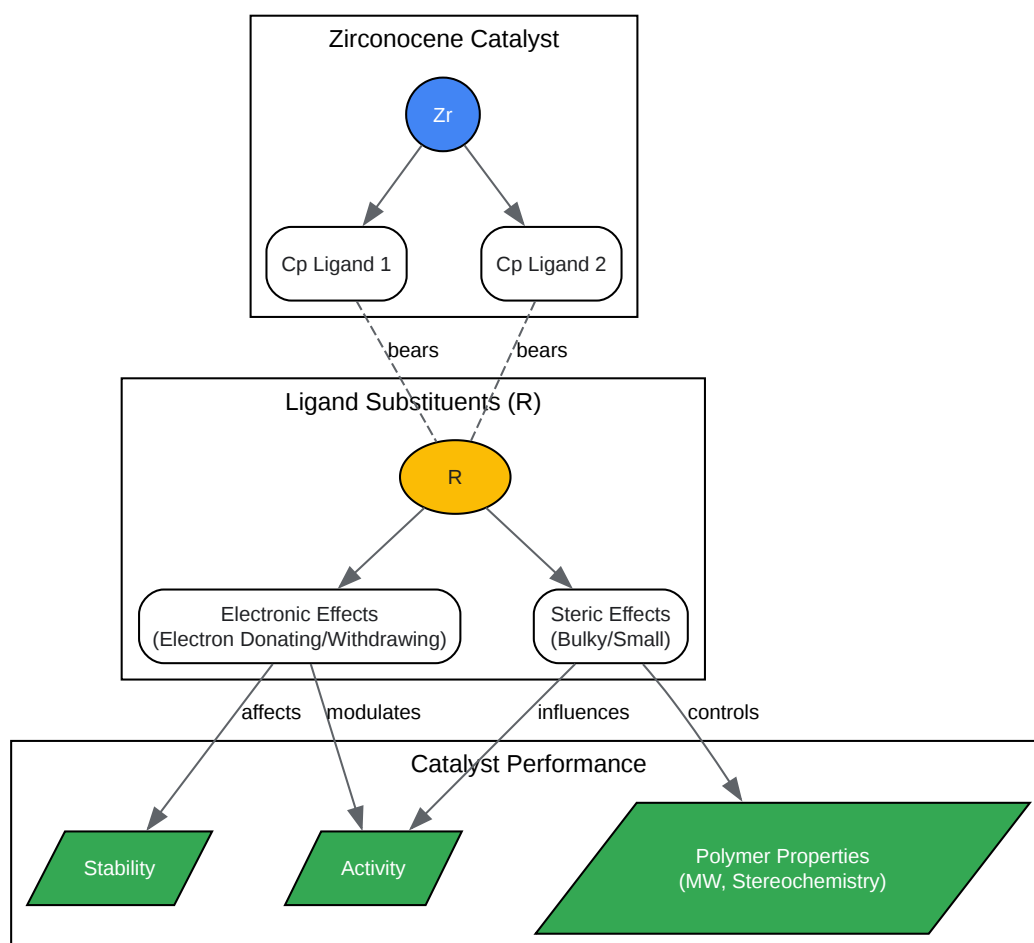 Zirconocene Catalyst
Zr
Cp Ligand 1
Cp Ligand 2
bears
bears
Ligand Substituents (R)
R
Electronic Effects
(Electron Donating/Withdrawing)
Steric Effects
(Bulky/Small)
affects
modulates
influences
controls
Catalyst Performance
Stability
Activity
Polymer Properties
(MW, Stereochemistry)